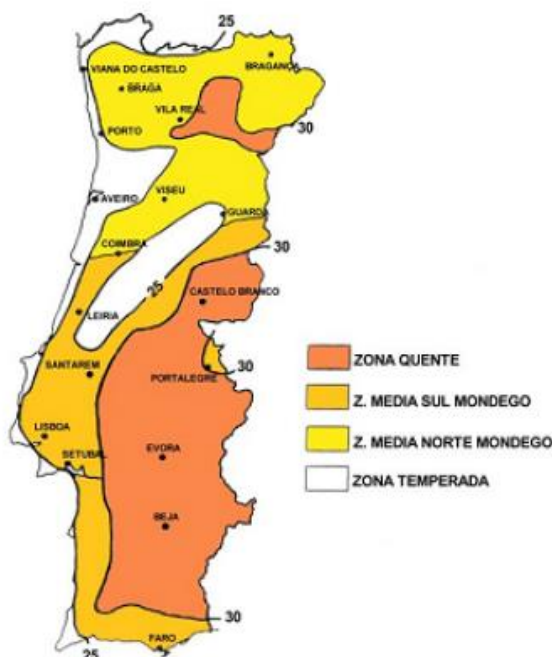 25
VIANA DO CASTELO
BRAGANÇA
BRAGA
VILA REAL
30
PORTO
AVEIRO
VISEU
GUARDA
COIMBRA
30
25
CASTELO BRANCO
LEIRIA
ZONA QUENTE
SANTAREM
PORTALEGRE
30
Z. MEDIA SUL MONDEGO
LISBOA
Z. MEDIA NORTE MONDEGO
SETUBAL
EVORA
ZONA TEMPERADA
BEJA
30
FARO
25